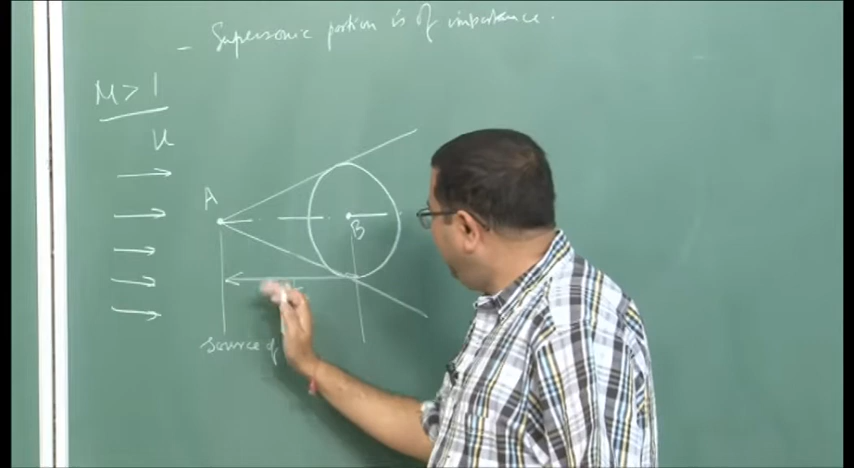 - Supersonic portion is of importance.
M > 1
u
A
B
source of